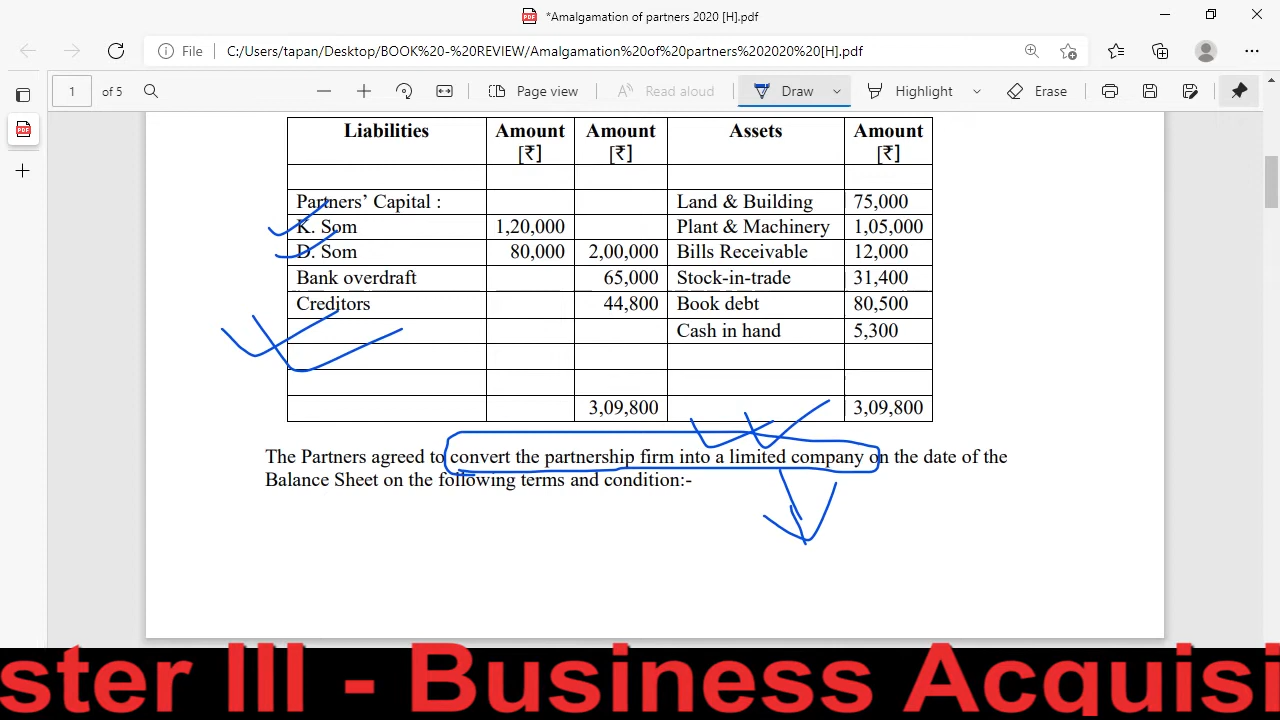 *Amalgamation of partners 2020 [H].pdf
File C:/Users/tapan/Desktop/BOOK%20-%20REVIEW/Amalgamation%20of%20partners%202020%20[H].pdf
1 of 5 Page view Read aloud Draw Highlight Erase
Liabilities Amount Amount Assets Amount
[₹] [₹] [₹]
Partners’ Capital : Land & Building 75,000
K. Som 1,20,000 Plant & Machinery 1,05,000
D. Som 80,000 2,00,000 Bills Receivable 12,000
Bank overdraft 65,000 Stock-in-trade 31,400
Creditors 44,800 Book debt 80,500
Cash in hand 5,300
3,09,800 3,09,800
The Partners agreed to convert the partnership firm into a limited company on the date of the
Balance Sheet on the following terms and condition:-
ster III - Business Acquisi